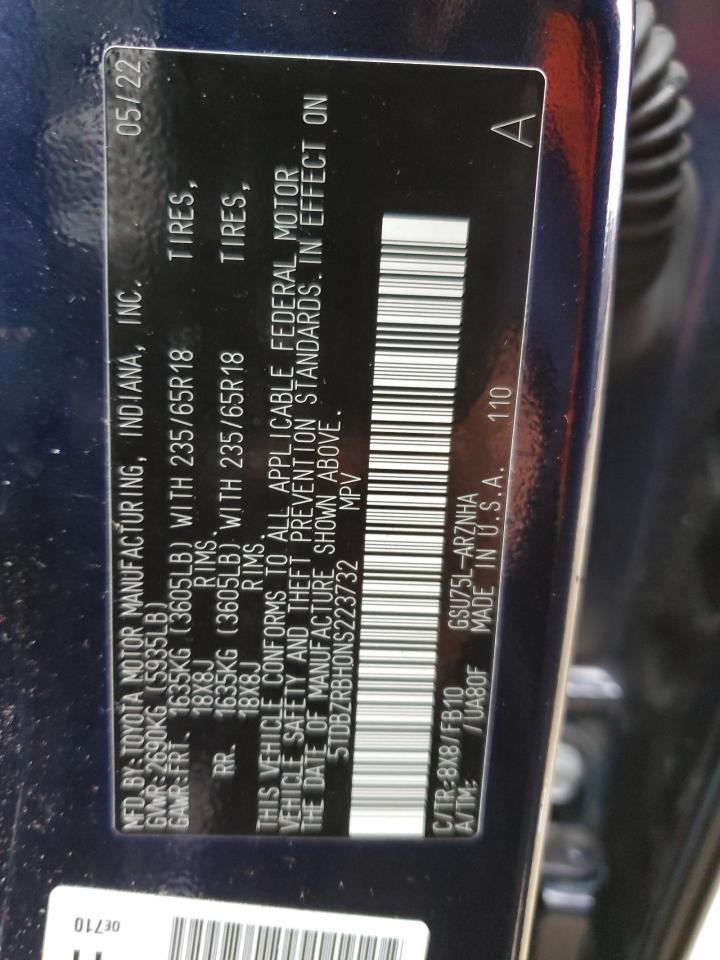 MFD.BY:TOYOTA MOTOR MANUFACTURING, INDIANA, INC. 05/22
GVWR:2690KG (5935LB)
GAWR:FRT. 1635KG (3605LB) WITH 235/65R18 TIRES,
18X8J RIMS.
RR. 1635KG (3605LB) WITH 235/65R18 TIRES,
18X8J RIMS.
THIS VEHICLE CONFORMS TO ALL APPLICABLE FEDERAL MOTOR
VEHICLE SAFETY AND THEFT PREVENTION STANDARDS IN EFFECT ON
THE DATE OF MANUFACTURE SHOWN ABOVE.
5TDBZRBH0NS223732 MPV
C/TR:8X8/FB10 GSU75L-ARZNHA
A/TM: /UA80F MADE IN U.S.A. 110
A
0E710